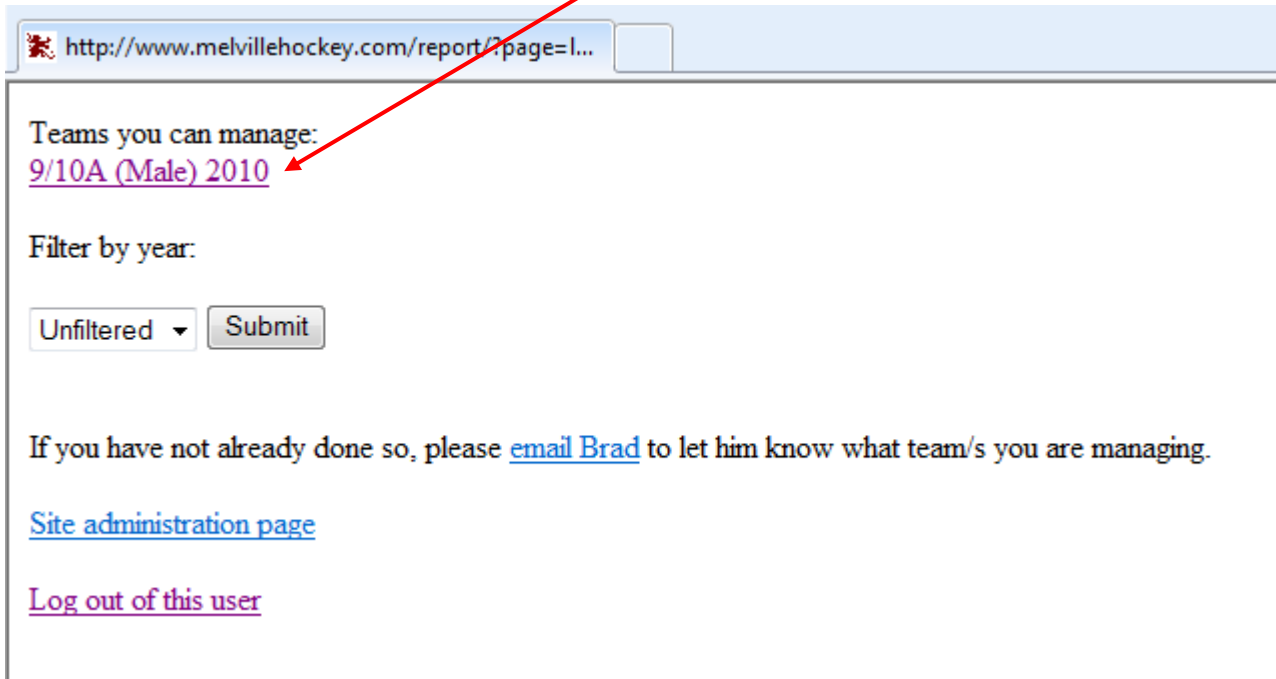 http://www.melvillehockey.com/report/?page=l...
Teams you can manage:
9/10A (Male) 2010
Filter by year:
Unfiltered Submit
If you have not already done so, please email Brad to let him know what team/s you are managing.
Site administration page
Log out of this user